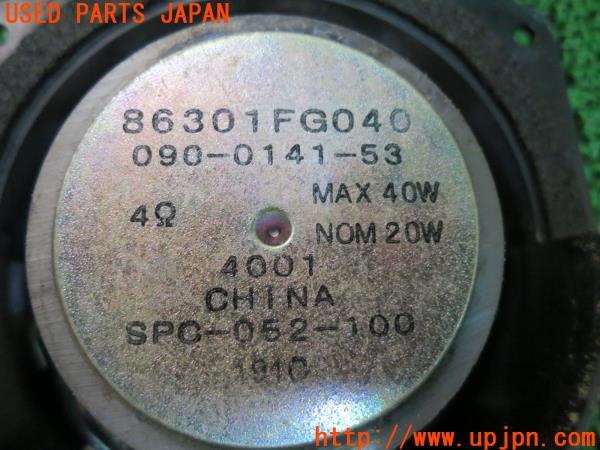 USED PARTS JAPAN
86301FG040
090-0141-53
4Ω
MAX 40W
NOM 20W
4001
CHINA
SPC-052-100
191C
http://www.upjpn.com